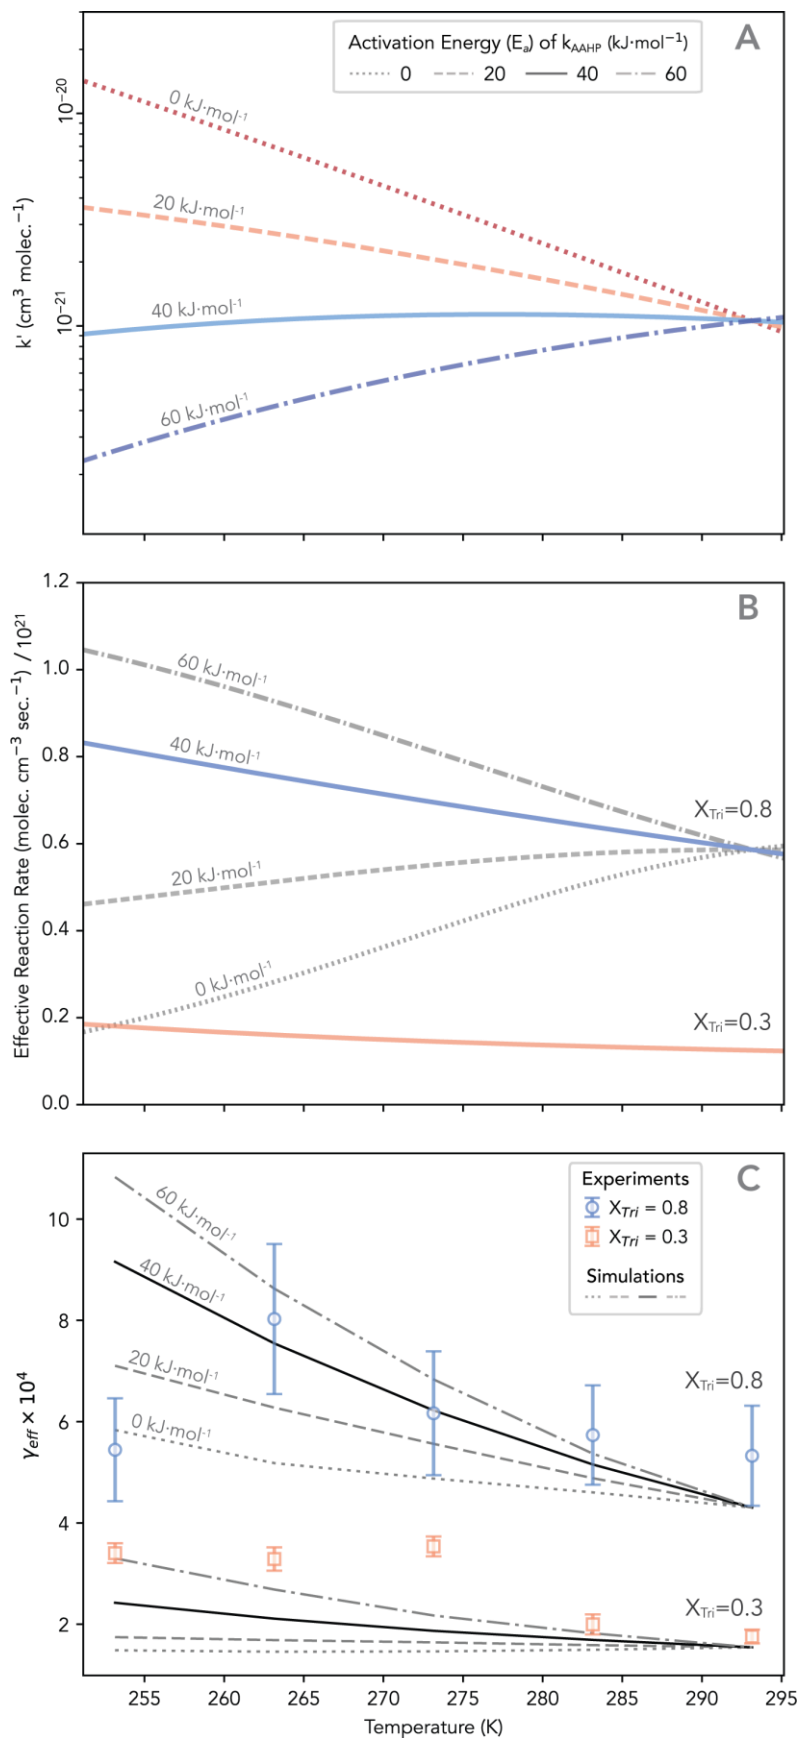 Activation Energy (Eₐ) of k_AAHP (kJ·mol⁻¹)
0 20 40 60
A
10⁻²⁰
10⁻²¹
k' (cm³ molec.⁻¹)
0 kJ·mol⁻¹
20 kJ·mol⁻¹
40 kJ·mol⁻¹
60 kJ·mol⁻¹
B
1.2
1.0
0.8
0.6
0.4
0.2
0.0
Effective Reaction Rate (molec. cm⁻³ sec.⁻¹) / 10²¹
60 kJ·mol⁻¹
40 kJ·mol⁻¹
20 kJ·mol⁻¹
0 kJ·mol⁻¹
X_Tri=0.8
X_Tri=0.3
C
Experiments
X_Tri = 0.8
X_Tri = 0.3
Simulations
10
8
6
4
2
γ_eff × 10⁴
60 kJ·mol⁻¹
40 kJ·mol⁻¹
20 kJ·mol⁻¹
0 kJ·mol⁻¹
X_Tri=0.8
X_Tri=0.3
255 260 265 270 275 280 285 290 295
Temperature (K)